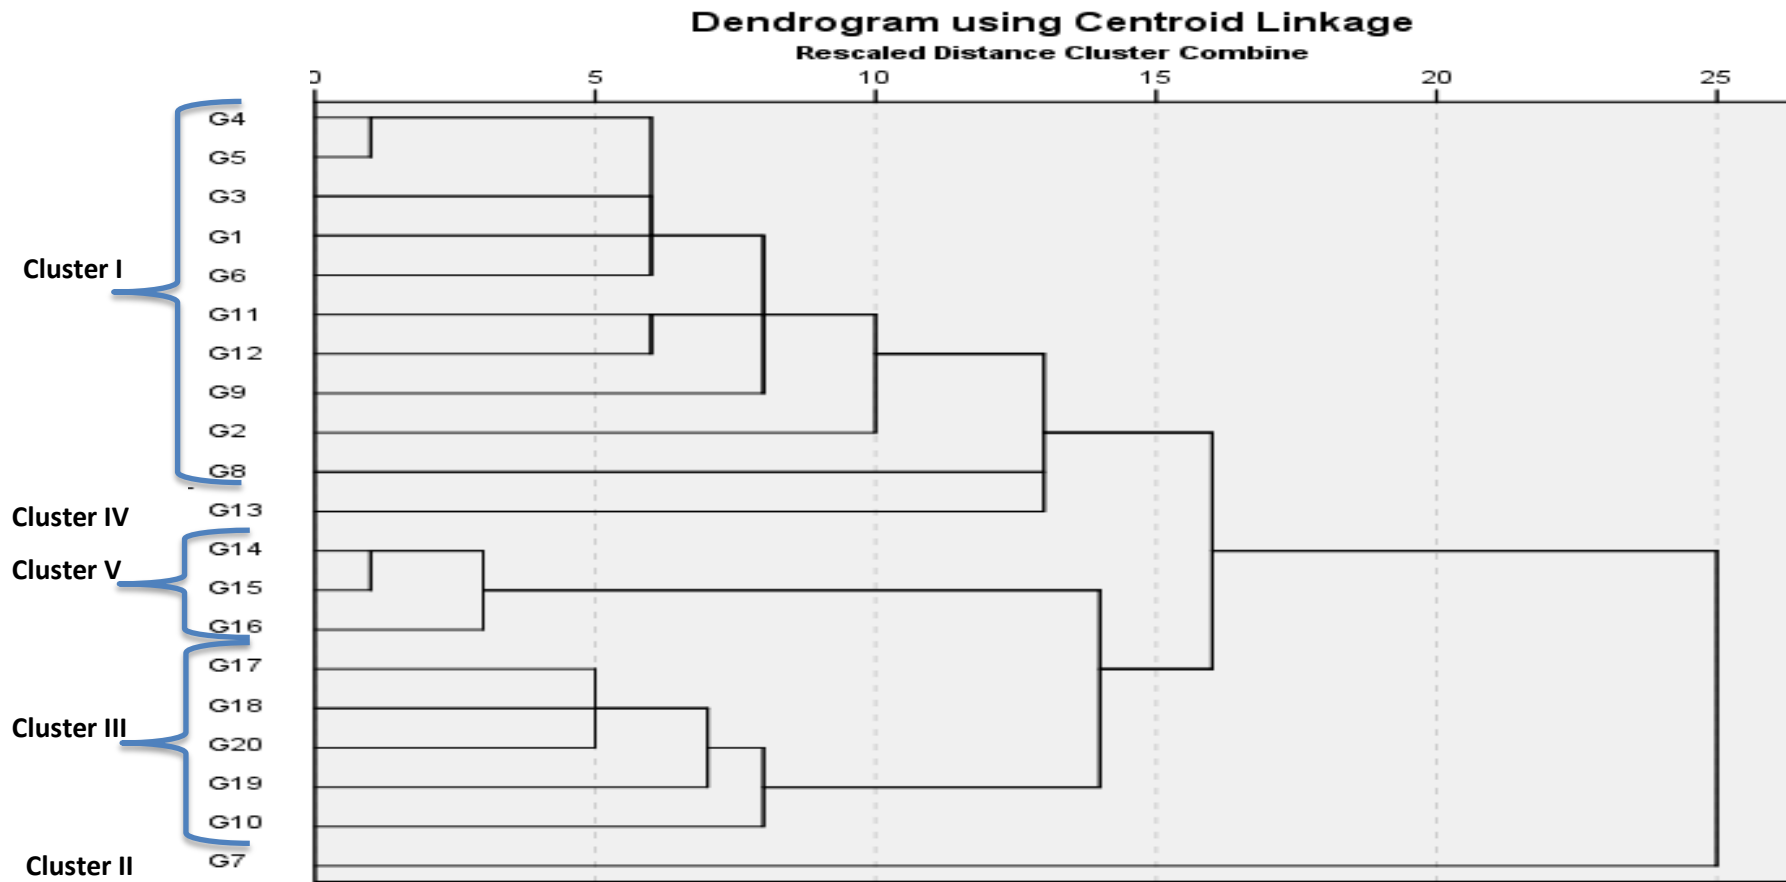 Dendrogram using Centroid Linkage
Rescaled Distance Cluster Combine
0 5 10 15 20 25
G4
G5
G3
G1
Cluster I
G6
G11
G12
G9
G2
G8
Cluster IV G13
G14
Cluster V
G15
G16
G17
G18
Cluster III
G20
G19
G10
Cluster II G7